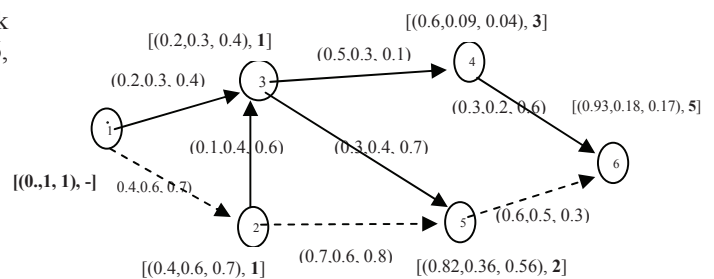 k
[(0.6,0.09, 0.04), 3]
[(0.2,0.3, 0.4), 1]
(0.5,0.3, 0.1)
4
(0.2,0.3, 0.4)
3
(0.3,0.2, 0.6)
[(0.93,0.18, 0.17), 5]
1
(0.1,0.4, 0.6)
(0.3,0.4, 0.7)
6
[(0.,1, 1), -]
0.4,0.6, 0.7)
2
5
(0.6,0.5, 0.3)
(0.7,0.6, 0.8)
[(0.4,0.6, 0.7), 1]
[(0.82,0.36, 0.56), 2]